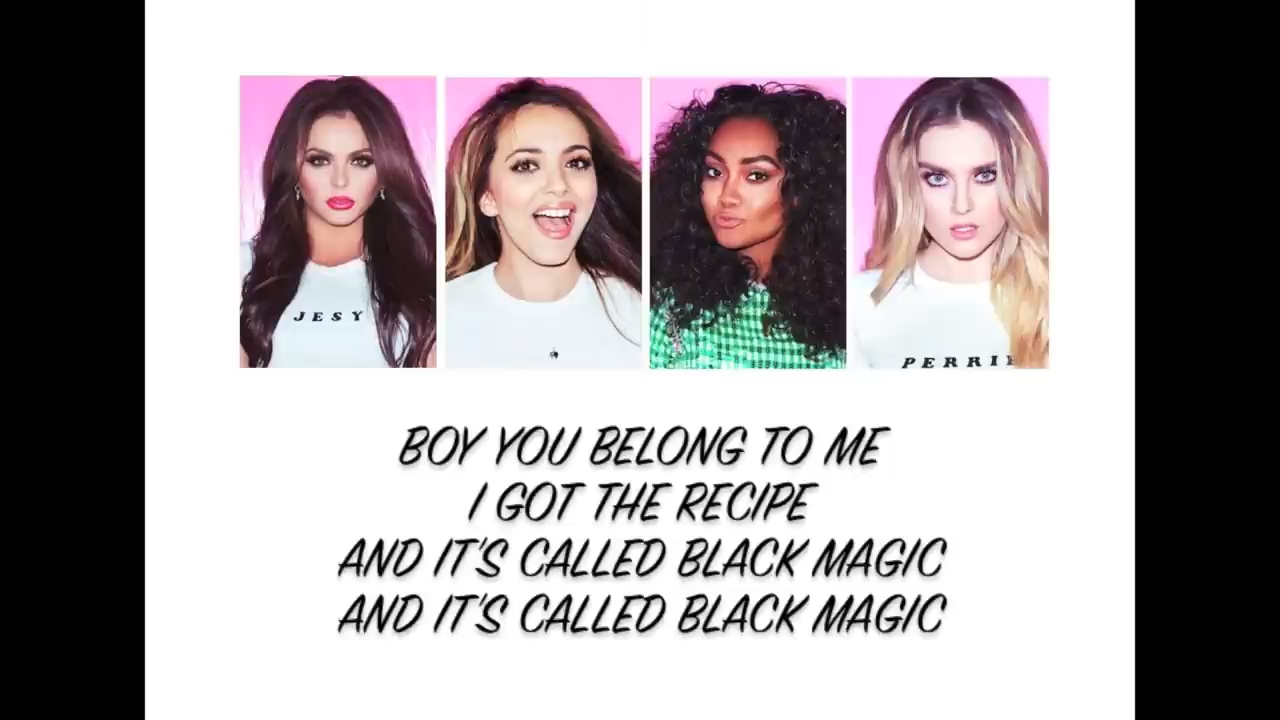 JESY
PERRIE
BOY YOU BELONG TO ME
I GOT THE RECIPE
AND IT'S CALLED BLACK MAGIC
AND IT'S CALLED BLACK MAGIC